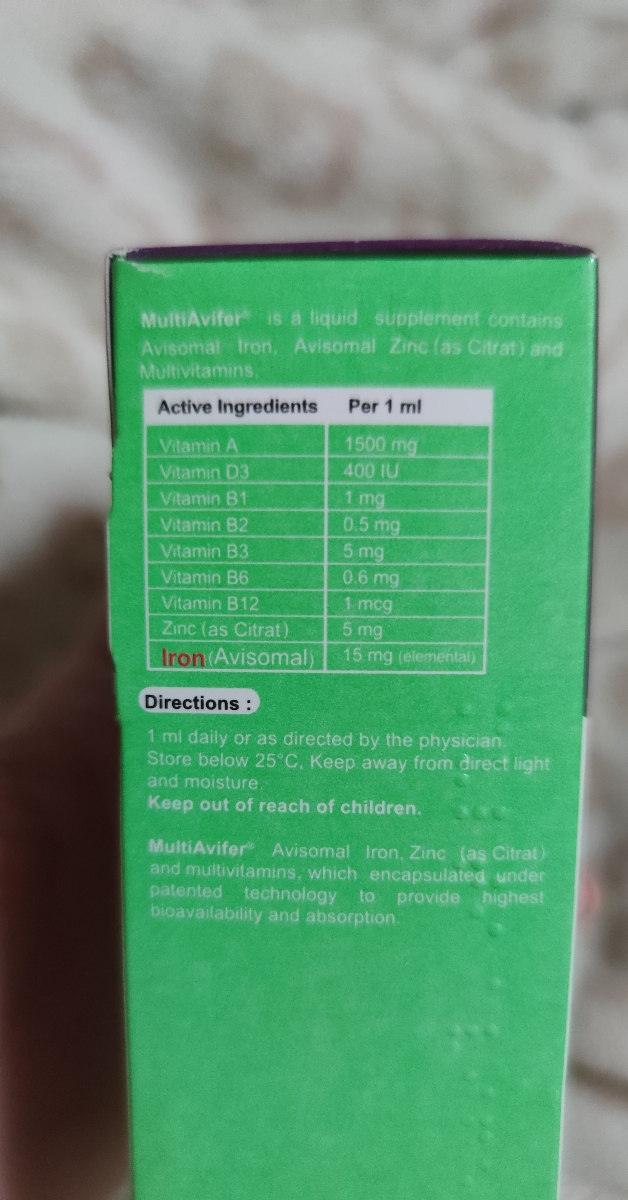 MultiAvifer® is a liquid supplement contains
Avisomal Iron, Avisomal Zinc (as Citrat) and
Multivitamins.
Active Ingredients Per 1 ml
Vitamin A 1500 mg
Vitamin D3 400 IU
Vitamin B1 1 mg
Vitamin B2 0.5 mg
Vitamin B3 5 mg
Vitamin B6 0.6 mg
Vitamin B12 1 mcg
Zinc (as Citrat) 5 mg
Iron (Avisomal) 15 mg (elemental)
Directions :
1 ml daily or as directed by the physician.
Store below 25°C, Keep away from direct light
and moisture.
Keep out of reach of children.
MultiAvifer® Avisomal Iron, Zinc (as Citrat)
and multivitamins, which encapsulated under
patented technology to provide highest
bioavailability and absorption.